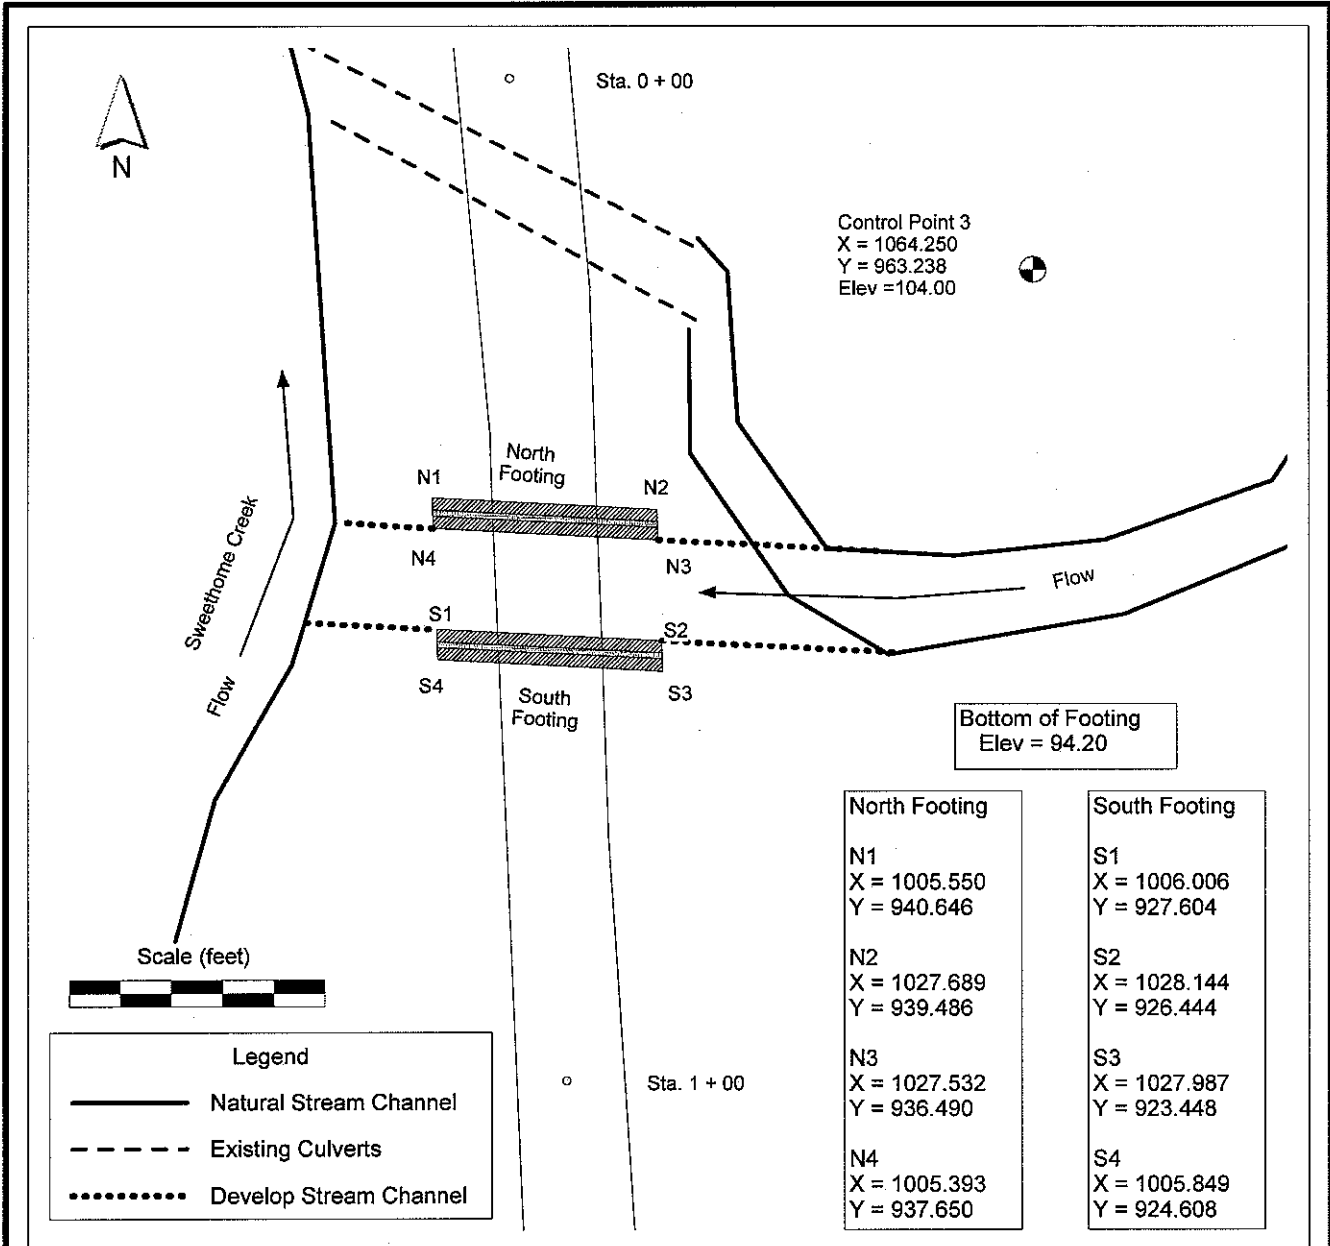 Sta. 0 + 00
N
Control Point 3
X = 1064.250
Y = 963.238
Elev =104.00
North
Footing
N1
N2
N4
N3
Sweethome Creek
Flow
Flow
S1
S2
S4
S3
South
Footing
Bottom of Footing
Elev = 94.20
North Footing
N1
X = 1005.550
Y = 940.646
N2
X = 1027.689
Y = 939.486
N3
X = 1027.532
Y = 936.490
N4
X = 1005.393
Y = 937.650
South Footing
S1
X = 1006.006
Y = 927.604
S2
X = 1028.144
Y = 926.444
S3
X = 1027.987
Y = 923.448
S4
X = 1005.849
Y = 924.608
Scale (feet)
Legend
Natural Stream Channel
Existing Culverts
Develop Stream Channel
Sta. 1 + 00